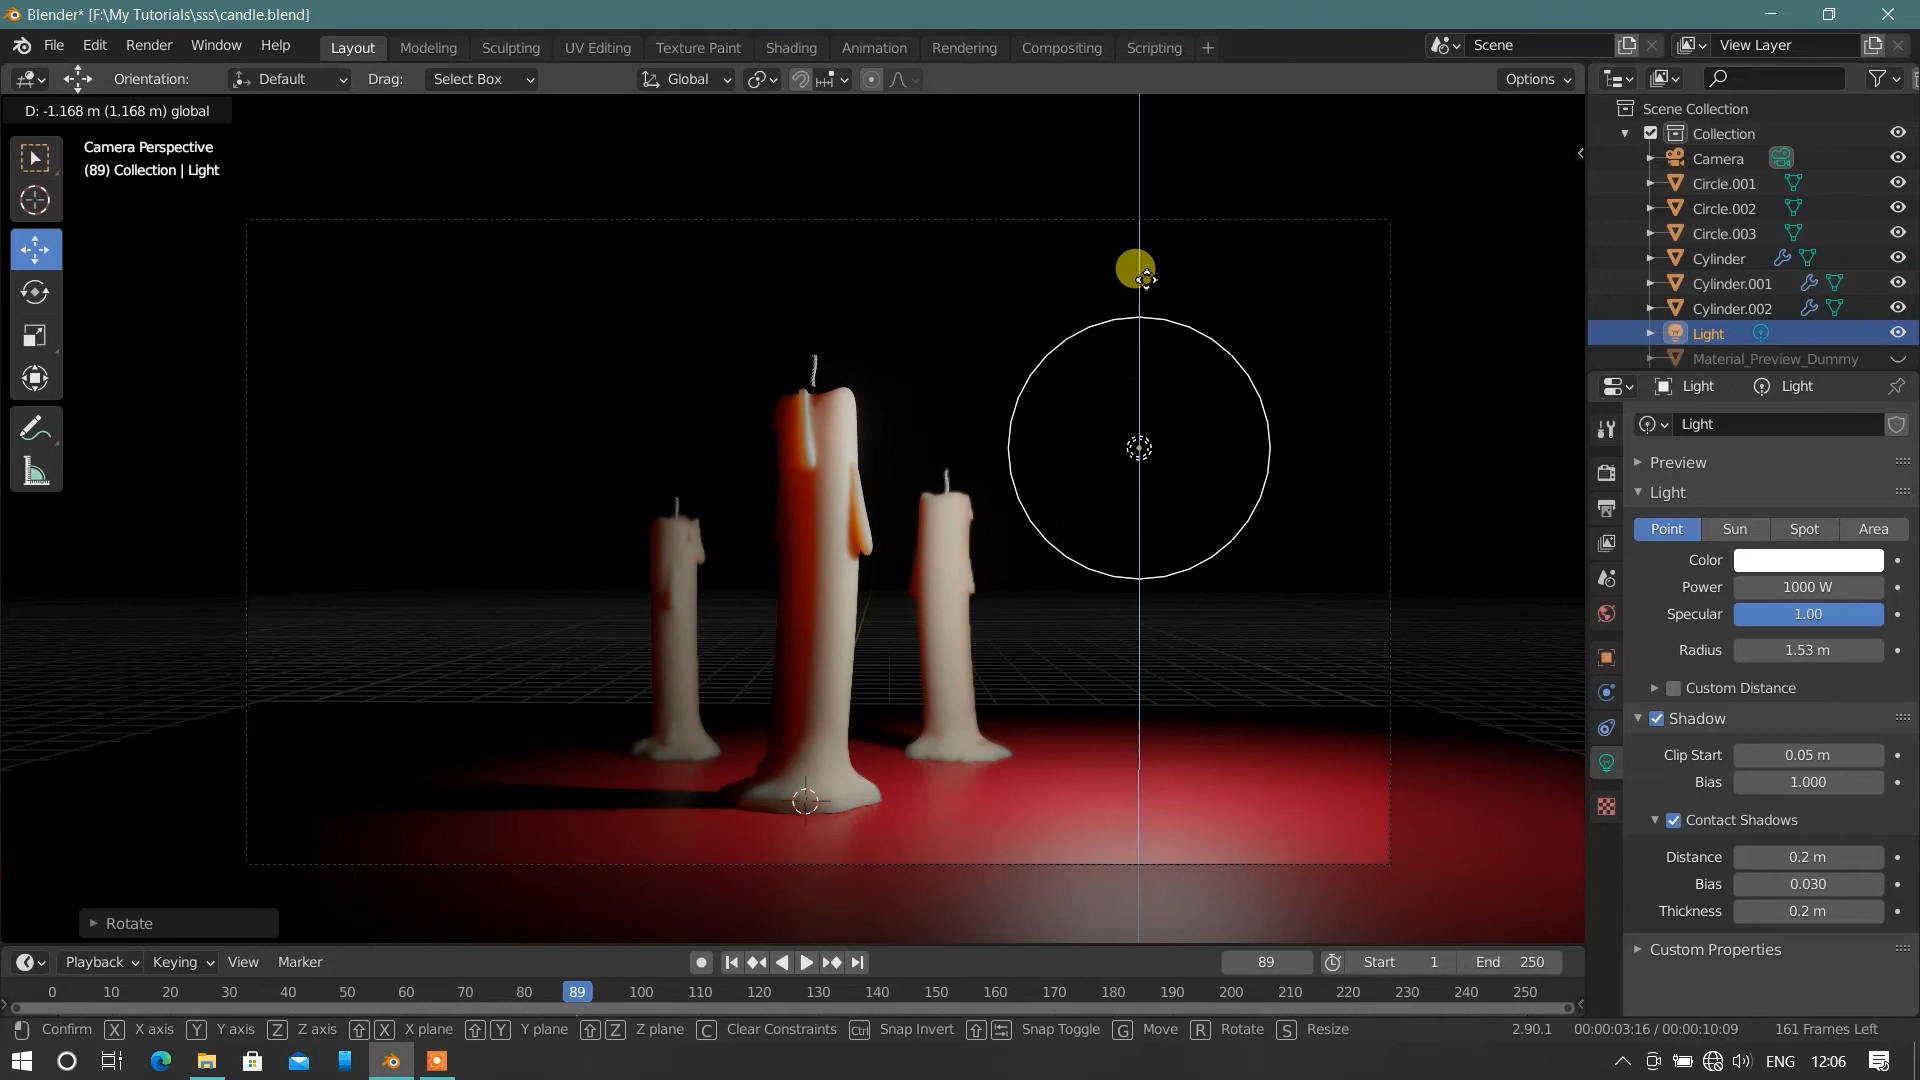 Blender* [F:\My Tutorials\sss\candle.blend]
File Edit Render Window Help Layout Modeling Sculpting UV Editing Texture Paint Shading Animation Rendering Compositing Scripting + Scene View Layer
Orientation: Default Drag: Select Box Global Options
D: -1.168 m (1.168 m) global
Camera Perspective
(89) Collection | Light
Scene Collection
Collection
Camera
Circle.001
Circle.002
Circle.003
Cylinder
Cylinder.001
Cylinder.002
Light
Material_Preview_Dummy
Light Light
Light
Preview
Light
Point Sun Spot Area
Color
Power 1000 W
Specular 1.00
Radius 1.53 m
Custom Distance
Shadow
Clip Start 0.05 m
Bias 1.000
Contact Shadows
Distance 0.2 m
Bias 0.030
Thickness 0.2 m
Custom Properties
Rotate
Playback Keying View Marker 89 Start 1 End 250
0 10 20 30 40 50 60 70 80 89 100 110 120 130 140 150 160 170 180 190 200 210 220 230 240 250
Confirm X X axis Y Y axis Z Z axis X X plane Y Y plane Z Z plane C Clear Constraints Ctrl Snap Invert Snap Toggle G Move R Rotate S Resize 2.90.1 00:00:03:16 / 00:00:10:09 161 Frames Left
ENG 12:06